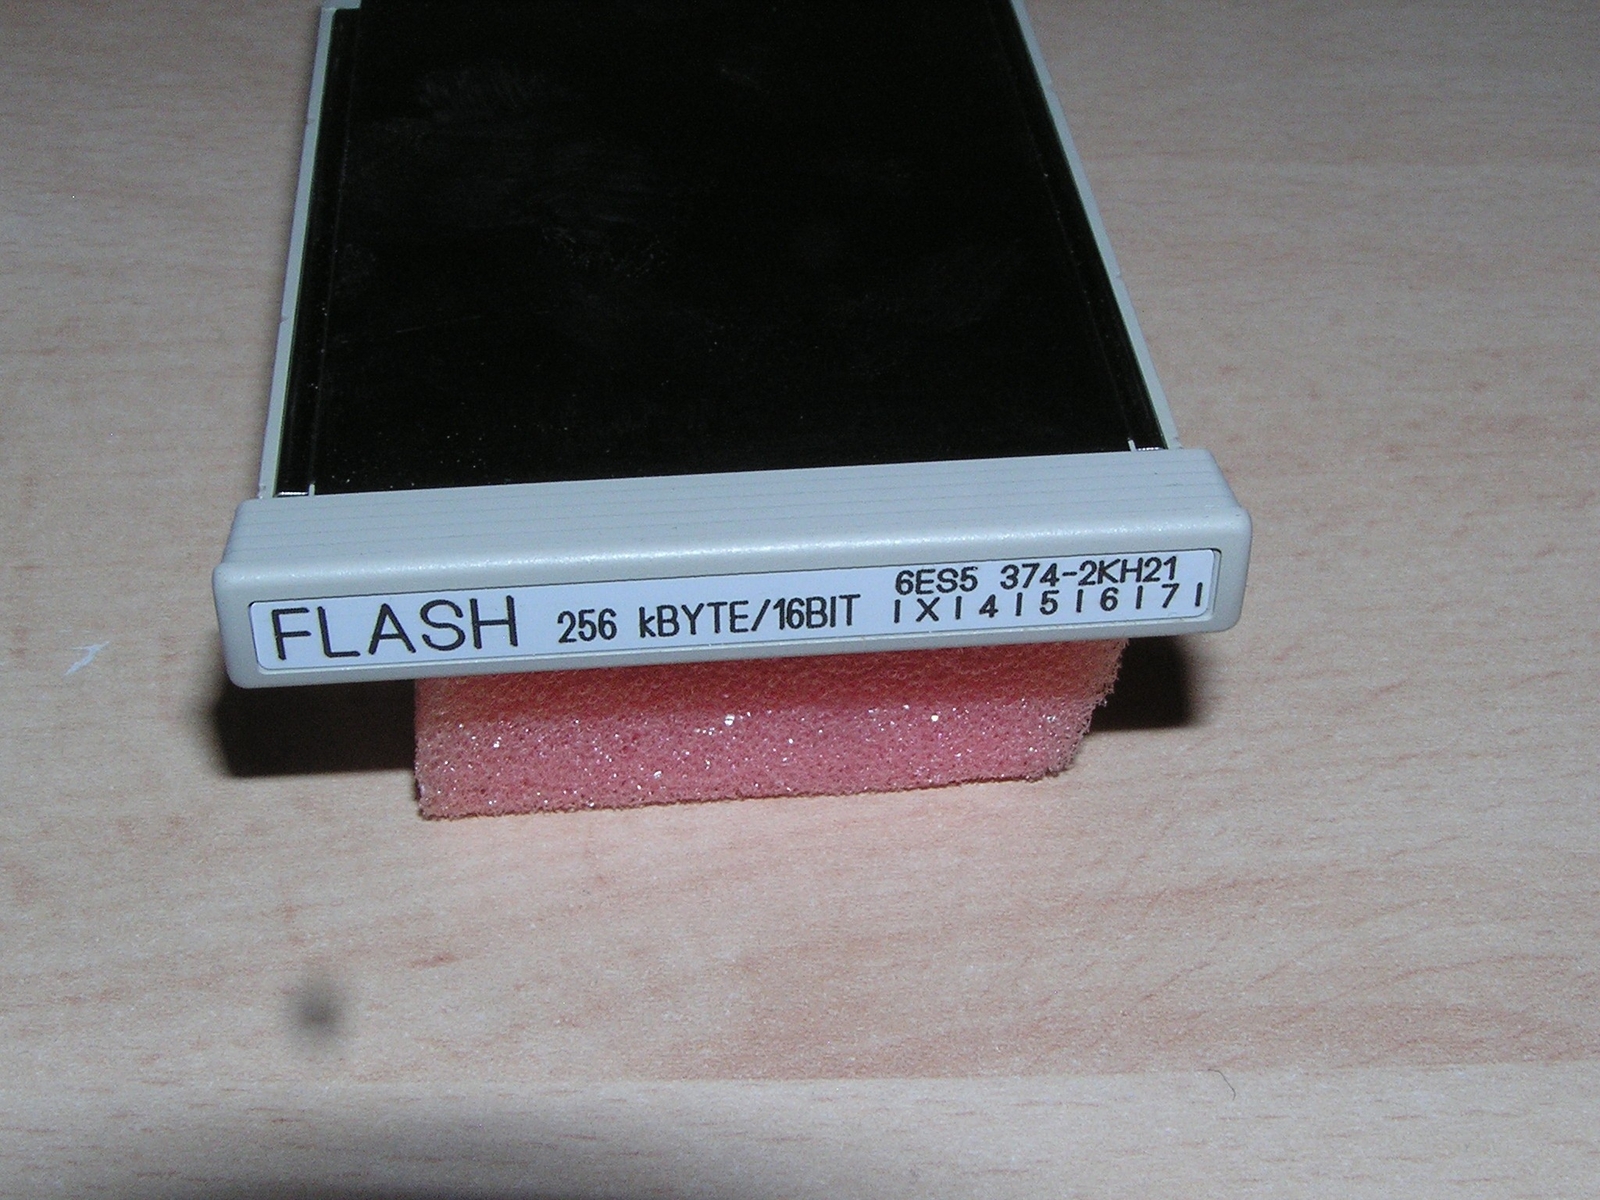 FLASH 256 kBYTE/16BIT
6ES5 374-2KH21
| X | 4 | 5 | 6 | 7 |